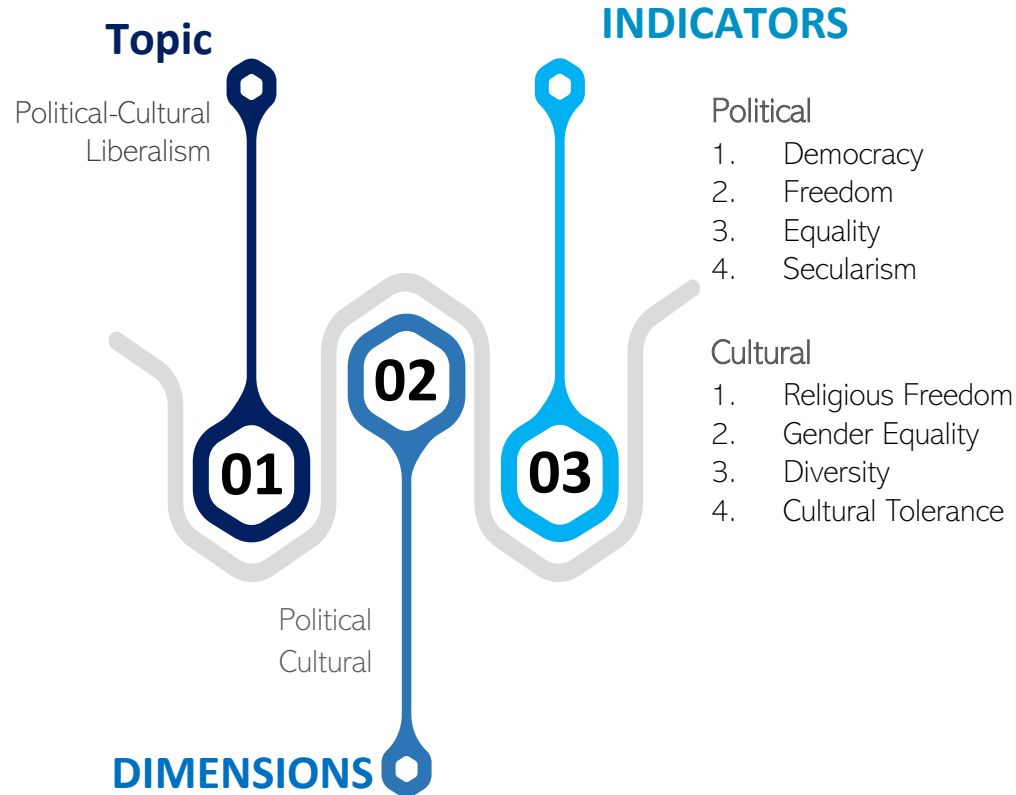 Topic
Political-Cultural
Liberalism
01
02
Political
Cultural
DIMENSIONS
INDICATORS
03
Political
1. Democracy
2. Freedom
3. Equality
4. Secularism
Cultural
1. Religious Freedom
2. Gender Equality
3. Diversity
4. Cultural Tolerance